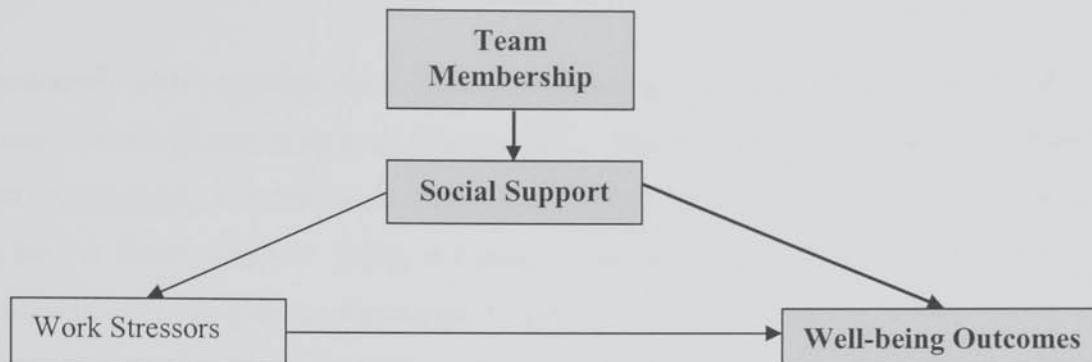 Team
Membership
Social Support
Work Stressors
Well-being Outcomes